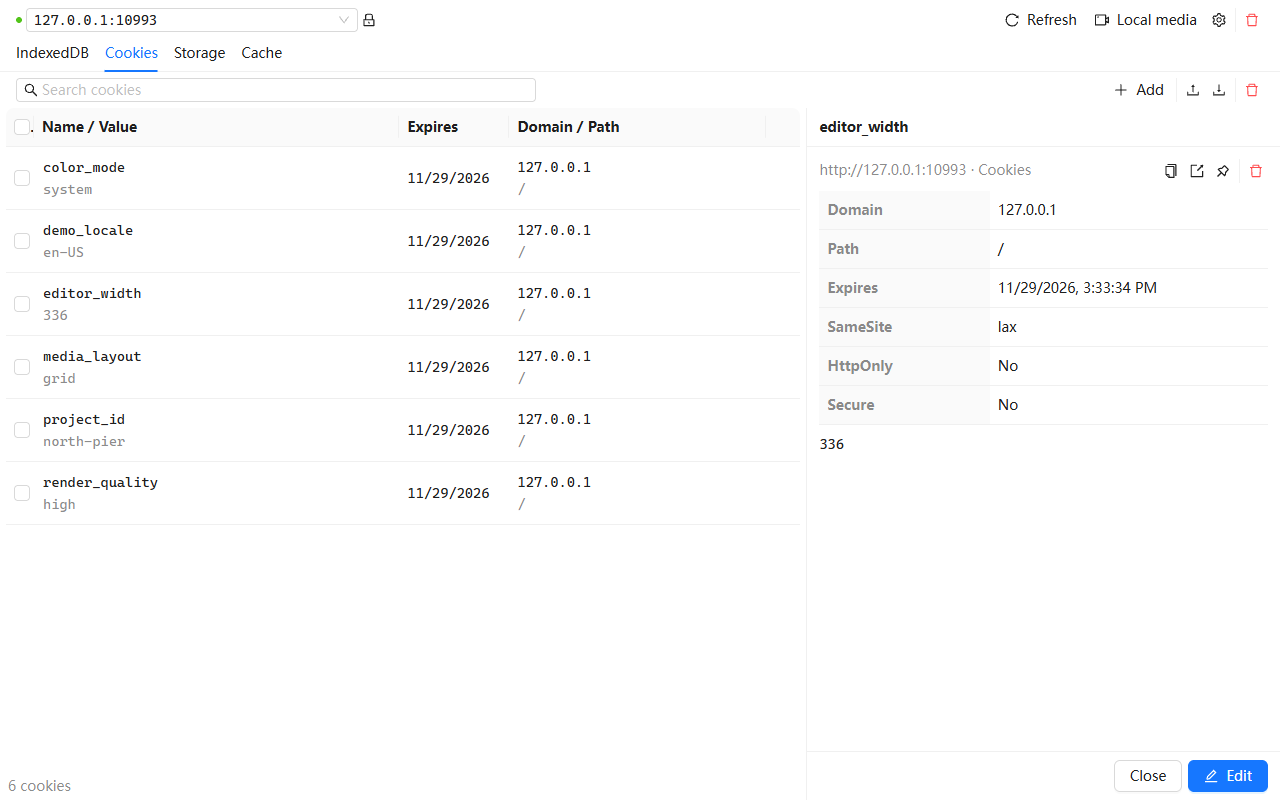 127.0.0.1:10993
Refresh
Local media
IndexedDB
Cookies
Storage
Cache
Search cookies
Add
Name / Value
Expires
Domain / Path
color_mode
system
11/29/2026
127.0.0.1
/
demo_locale
en-US
11/29/2026
127.0.0.1
/
editor_width
336
11/29/2026
127.0.0.1
/
media_layout
grid
11/29/2026
127.0.0.1
/
project_id
north-pier
11/29/2026
127.0.0.1
/
render_quality
high
11/29/2026
127.0.0.1
/
6 cookies
editor_width
http://127.0.0.1:10993 · Cookies
Domain
127.0.0.1
Path
/
Expires
11/29/2026, 3:33:34 PM
SameSite
lax
HttpOnly
No
Secure
No
336
Close
Edit